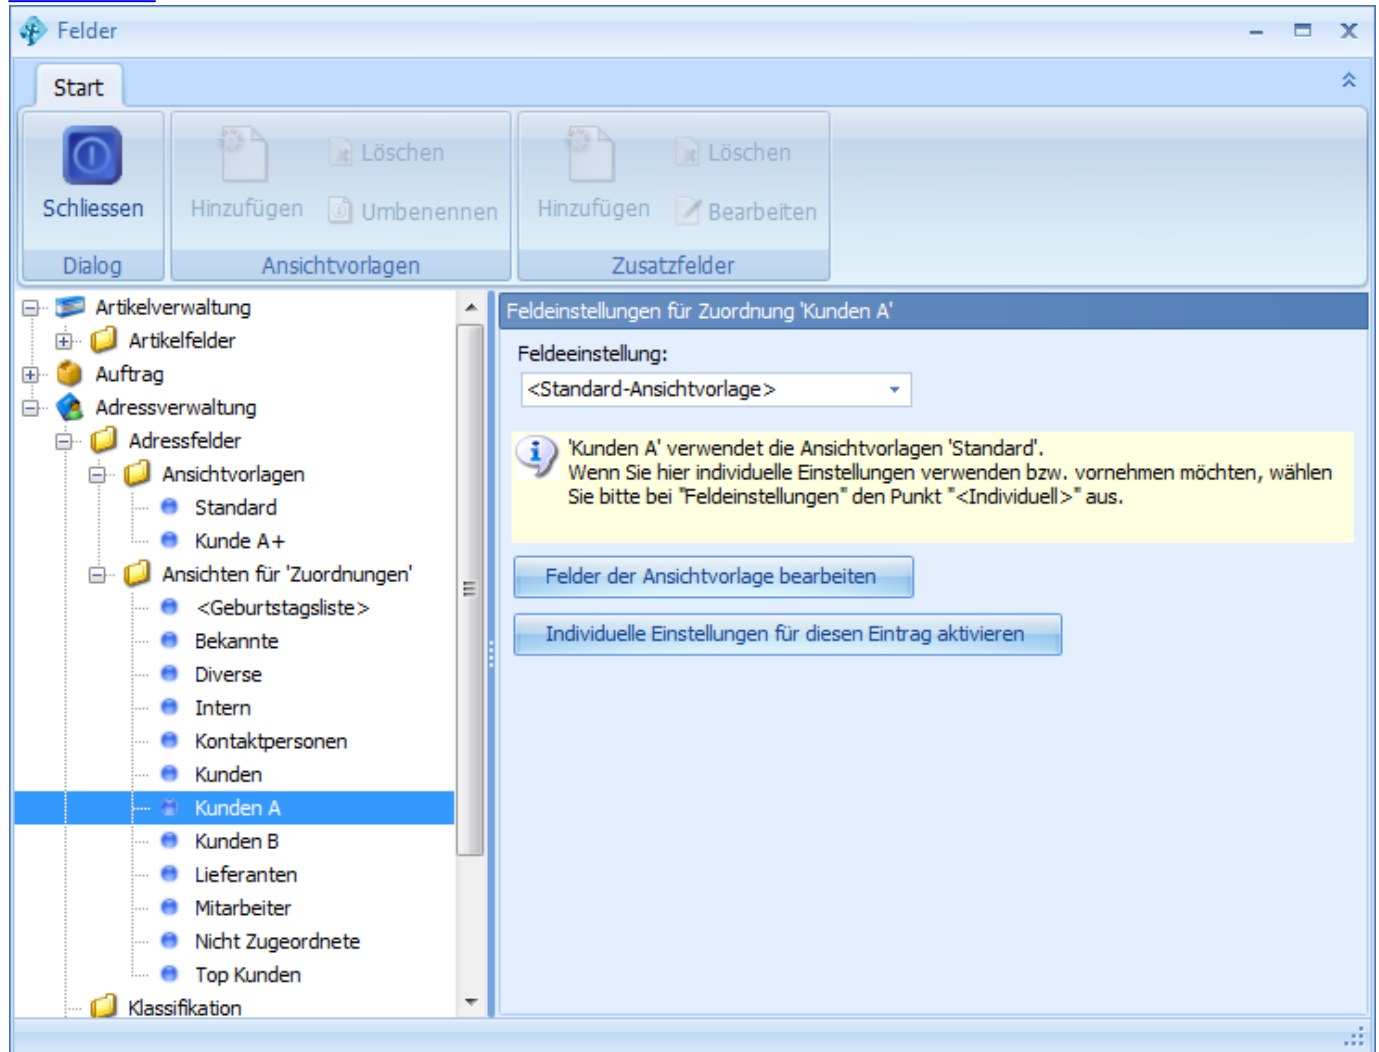 Felder
Start
Schliessen
Hinzufügen
Löschen
Umbenennen
Hinzufügen
Löschen
Bearbeiten
Dialog
Ansichtvorlagen
Zusatzfelder
Artikelverwaltung
Artikelfelder
Auftrag
Adressverwaltung
Adressfelder
Ansichtvorlagen
Standard
Kunde A+
Ansichten für 'Zuordnungen'
<Geburtstagsliste>
Bekannte
Diverse
Intern
Kontaktpersonen
Kunden
Kunden A
Kunden B
Lieferanten
Mitarbeiter
Nicht Zugeordnete
Top Kunden
Klassifikation
Feldeinstellungen für Zuordnung 'Kunden A'
Feldeeinstellung:
<Standard-Ansichtvorlage>
'Kunden A' verwendet die Ansichtvorlagen 'Standard'.
Wenn Sie hier individuelle Einstellungen verwenden bzw. vornehmen möchten, wählen
Sie bitte bei "Feldeinstellungen" den Punkt "<Individuell>" aus.
Felder der Ansichtvorlage bearbeiten
Individuelle Einstellungen für diesen Eintrag aktivieren